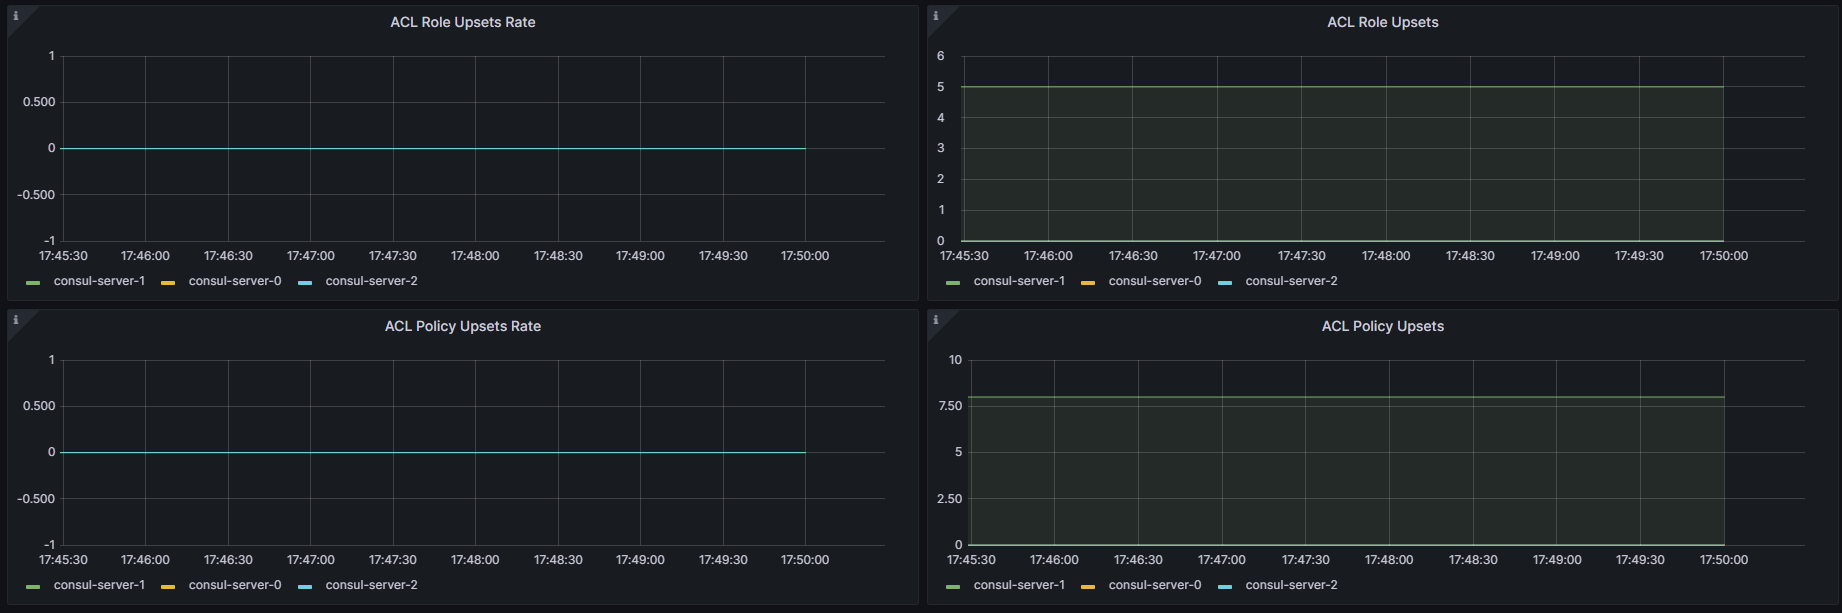 ACL Role Upsets Rate
1
0.500
0
-0.500
-1
17:45:30 17:46:00 17:46:30 17:47:00 17:47:30 17:48:00 17:48:30 17:49:00 17:49:30 17:50:00
consul-server-1 consul-server-0 consul-server-2
ACL Role Upsets
6
5
4
3
2
1
0
17:45:30 17:46:00 17:46:30 17:47:00 17:47:30 17:48:00 17:48:30 17:49:00 17:49:30 17:50:00
consul-server-1 consul-server-0 consul-server-2
ACL Policy Upsets Rate
1
0.500
0
-0.500
-1
17:45:30 17:46:00 17:46:30 17:47:00 17:47:30 17:48:00 17:48:30 17:49:00 17:49:30 17:50:00
consul-server-1 consul-server-0 consul-server-2
ACL Policy Upsets
10
7.50
5
2.50
0
17:45:30 17:46:00 17:46:30 17:47:00 17:47:30 17:48:00 17:48:30 17:49:00 17:49:30 17:50:00
consul-server-1 consul-server-0 consul-server-2